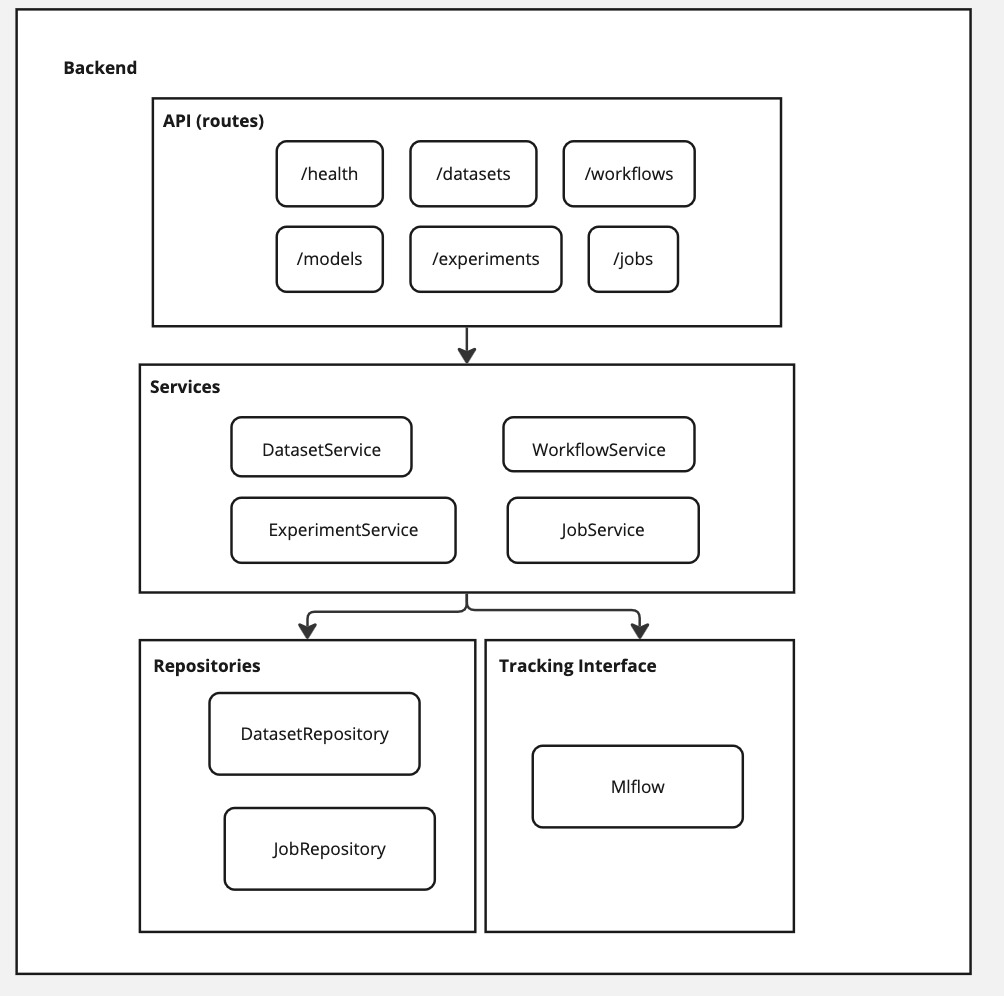 Backend
API (routes)
/health
/datasets
/workflows
/models
/experiments
/jobs
Services
DatasetService
WorkflowService
ExperimentService
JobService
Repositories
DatasetRepository
JobRepository
Tracking Interface
Mlflow